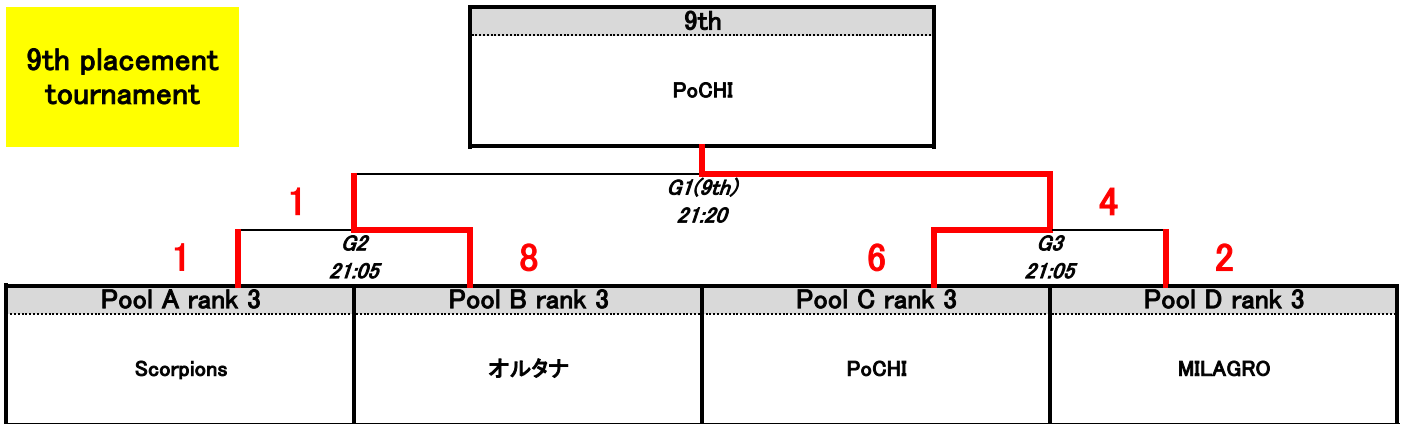 9th placement
tournament
9th
PoCHI
1
G1(9th)
21:20
4
1
G2
21:05
8
6
G3
21:05
2
Pool A rank 3
Pool B rank 3
Pool C rank 3
Pool D rank 3
Scorpions
オルタナ
PoCHI
MILAGRO